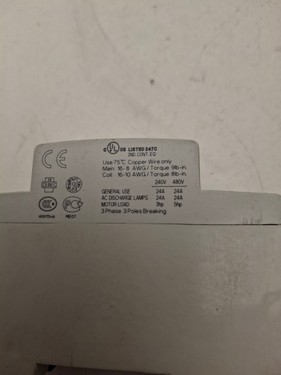 c UL us LISTED 047G
IND. CONT. EQ
CE
Use 75℃ Copper Wire only
Main: 16-8 AWG / Torque 9lb-in.
Coil: 16-10 AWG / Torque 8lb-in.
240V 480V
GENERAL USE 24A 24A
AC DISCHARGE LAMPS 24A 24A
MOTOR LOAD 3hp 5hp
3 Phase 3 Poles Breaking